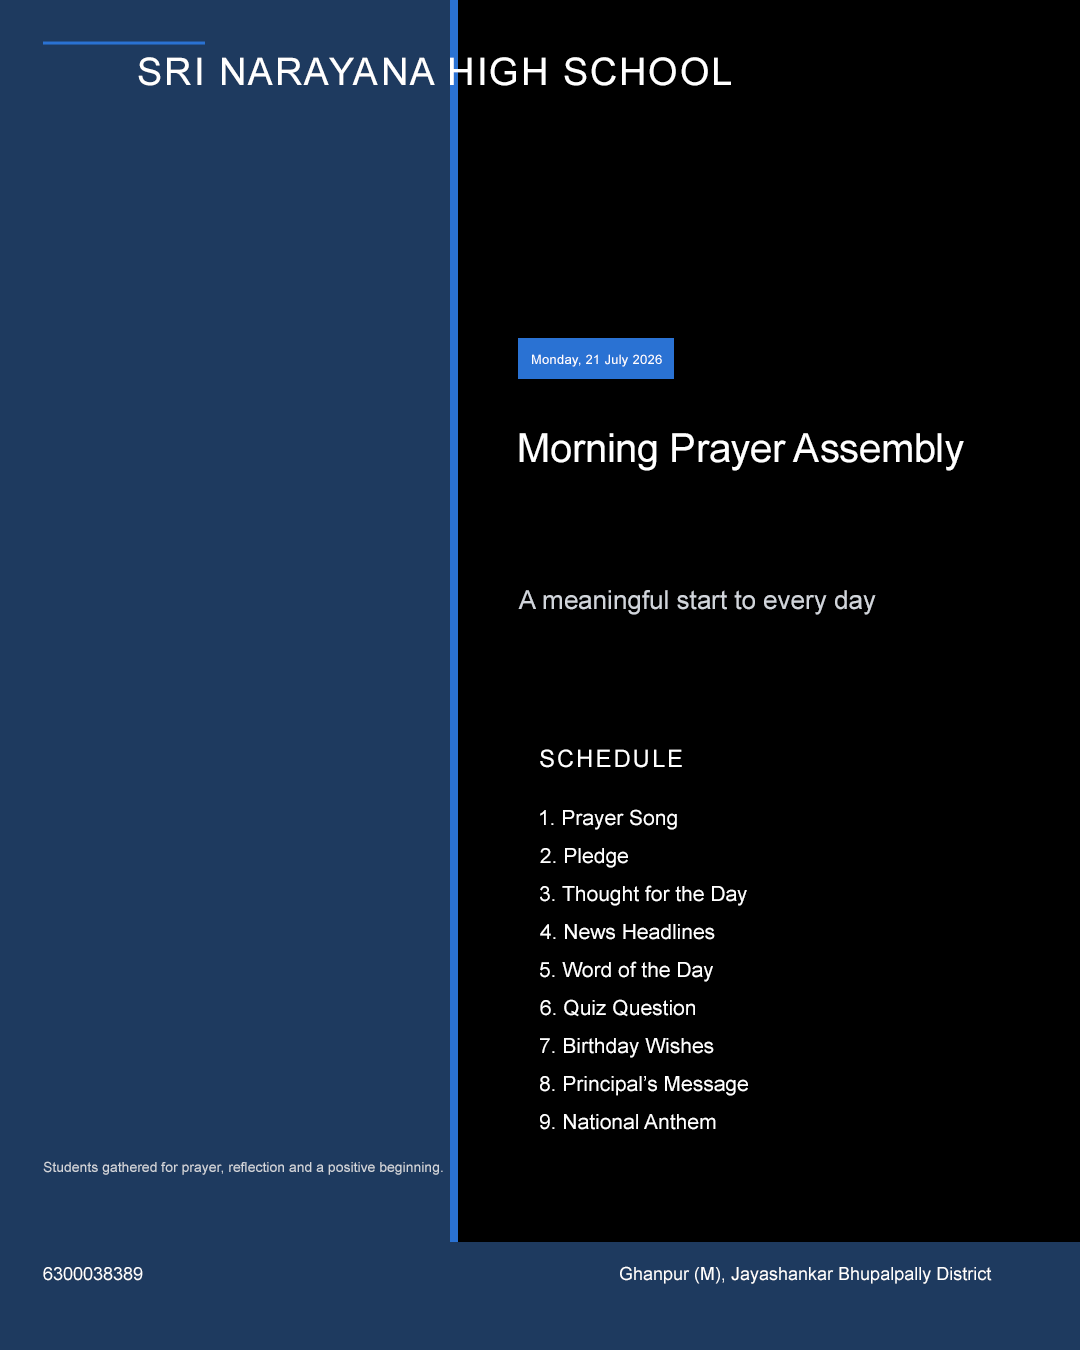 SRI NARAYANA HIGH SCHOOL
Monday, 21 July 2026
Morning Prayer Assembly
A meaningful start to every day
SCHEDULE
1. Prayer Song
2. Pledge
3. Thought for the Day
4. News Headlines
5. Word of the Day
6. Quiz Question
7. Birthday Wishes
8. Principal’s Message
9. National Anthem
Students gathered for prayer, reflection and a positive beginning.
6300038389
Ghanpur (M), Jayashankar Bhupalpally District